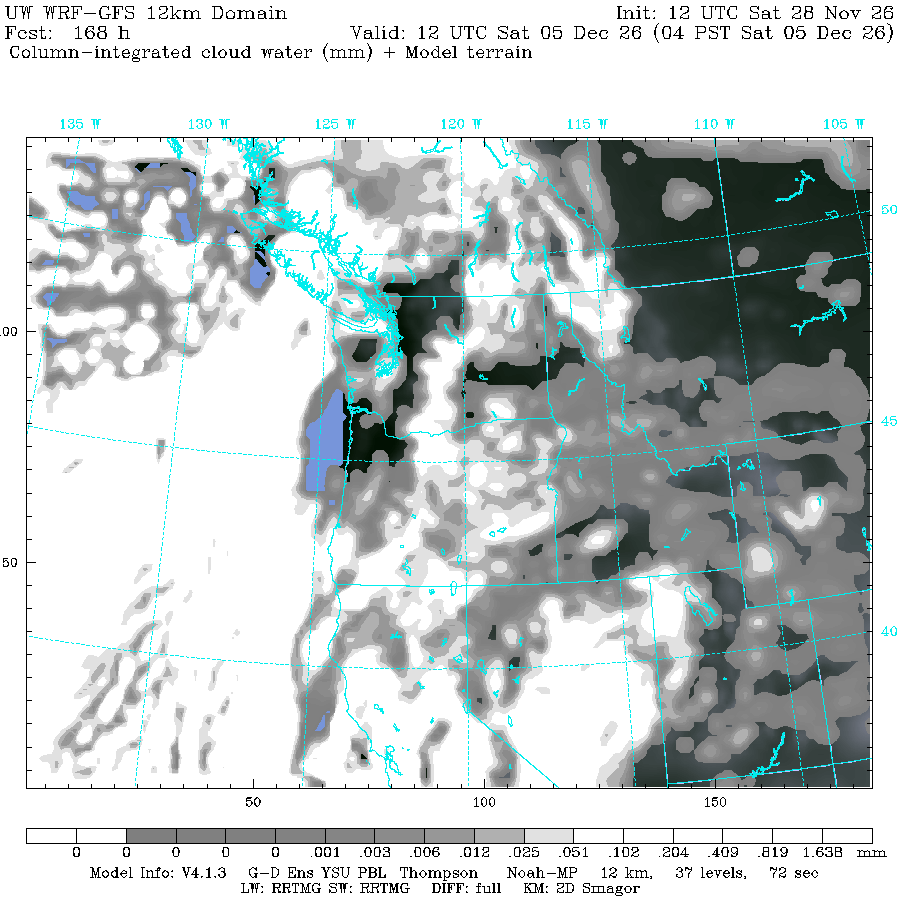 UW WRF-GFS 12km Domain Init: 12 UTC Sat 28 Nov 26
Fcst: 168 h Valid: 12 UTC Sat 05 Dec 26 (04 PST Sat 05 Dec 26)
Column-integrated cloud water (mm) + Model terrain
135 W 130 W 125 W 120 W 115 W 110 W 105 W
50
00
45
50
40
50 100 150
0 0 0 0 .001 .003 .006 .012 .025 .051 .102 .204 .409 .819 1.638 mm
Model Info: V4.1.3 G-D Ens YSU PBL Thompson Noah-MP 12 km, 37 levels, 72 sec
LW: RRTMG SW: RRTMG DIFF: full KM: 2D Smagor